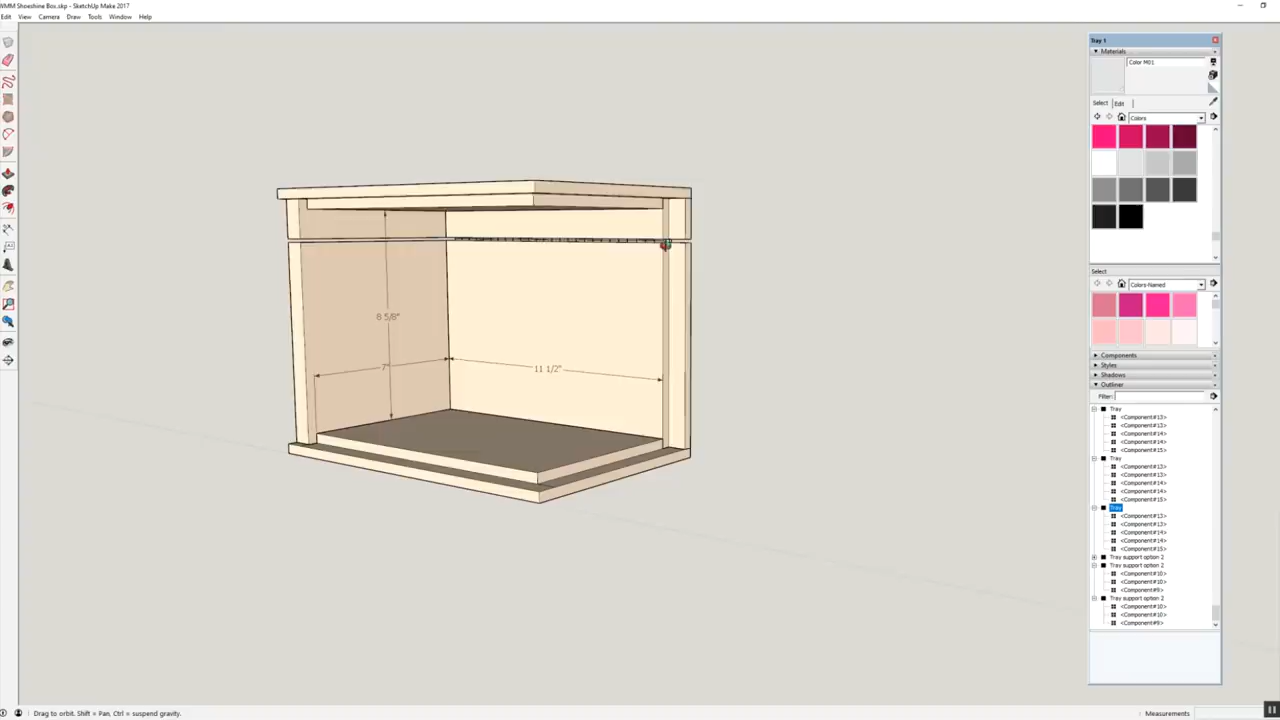 WMM Shoeshine Box.skp - SketchUp Make 2017
Edit View Camera Draw Tools Window Help
Tray 1
Materials
Color M01
Select Edit
Colors
Select
Colors-Named
Components
Styles
Shadows
Outliner
Filter:
Tray
<Component#13>
<Component#13>
<Component#14>
<Component#14>
<Component#15>
Tray
<Component#13>
<Component#13>
<Component#14>
<Component#14>
<Component#15>
Tray
<Component#13>
<Component#13>
<Component#14>
<Component#14>
<Component#15>
Tray support option 2
Tray support option 2
<Component#10>
<Component#10>
<Component#9>
Tray support option 2
<Component#10>
<Component#10>
<Component#9>
8 5/8"
7"
11 1/2"
Drag to orbit. Shift = Pan, Ctrl = suspend gravity.
Measurements